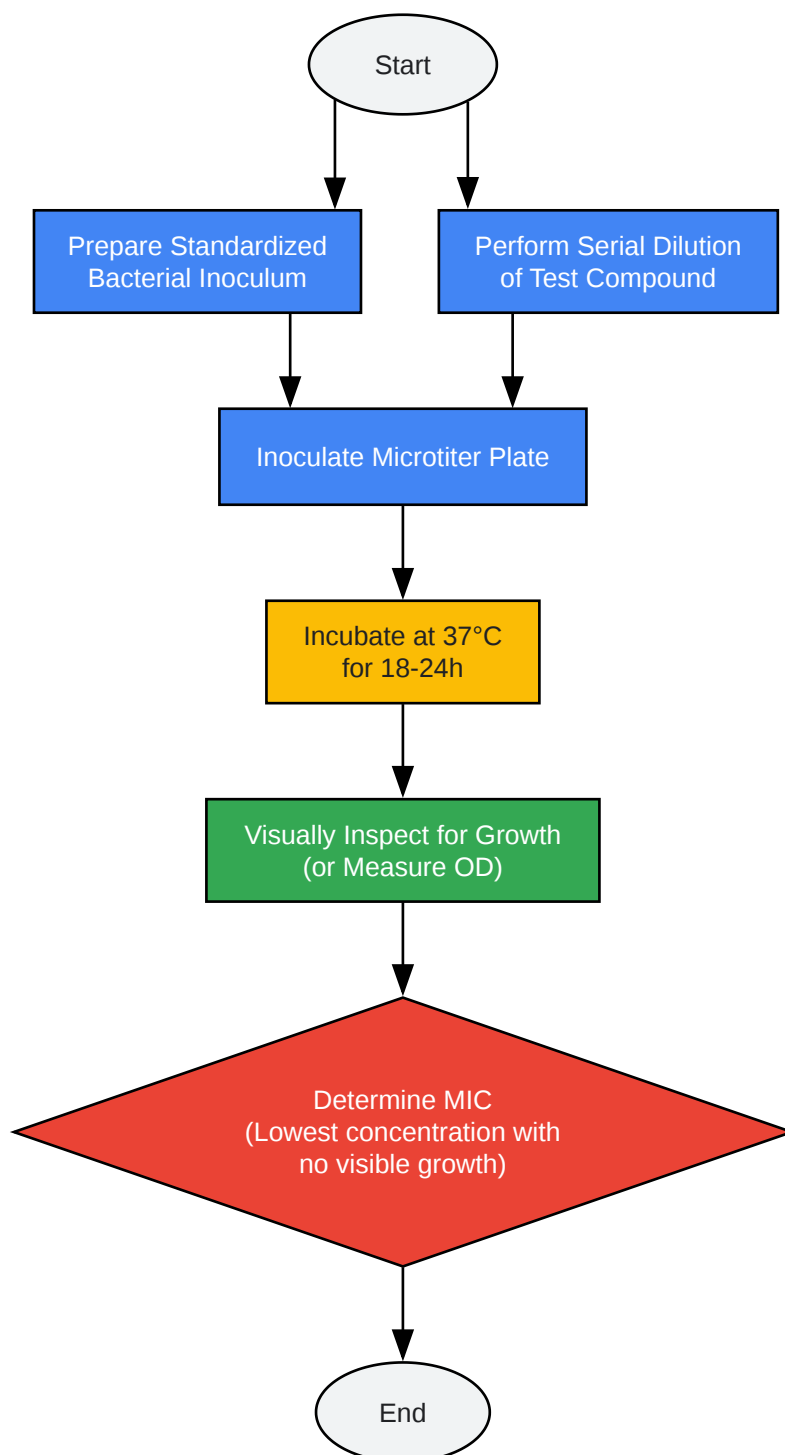 Start
Prepare Standardized
Bacterial Inoculum
Perform Serial Dilution
of Test Compound
Inoculate Microtiter Plate
Incubate at 37°C
for 18-24h
Visually Inspect for Growth
(or Measure OD)
Determine MIC
(Lowest concentration with
no visible growth)
End